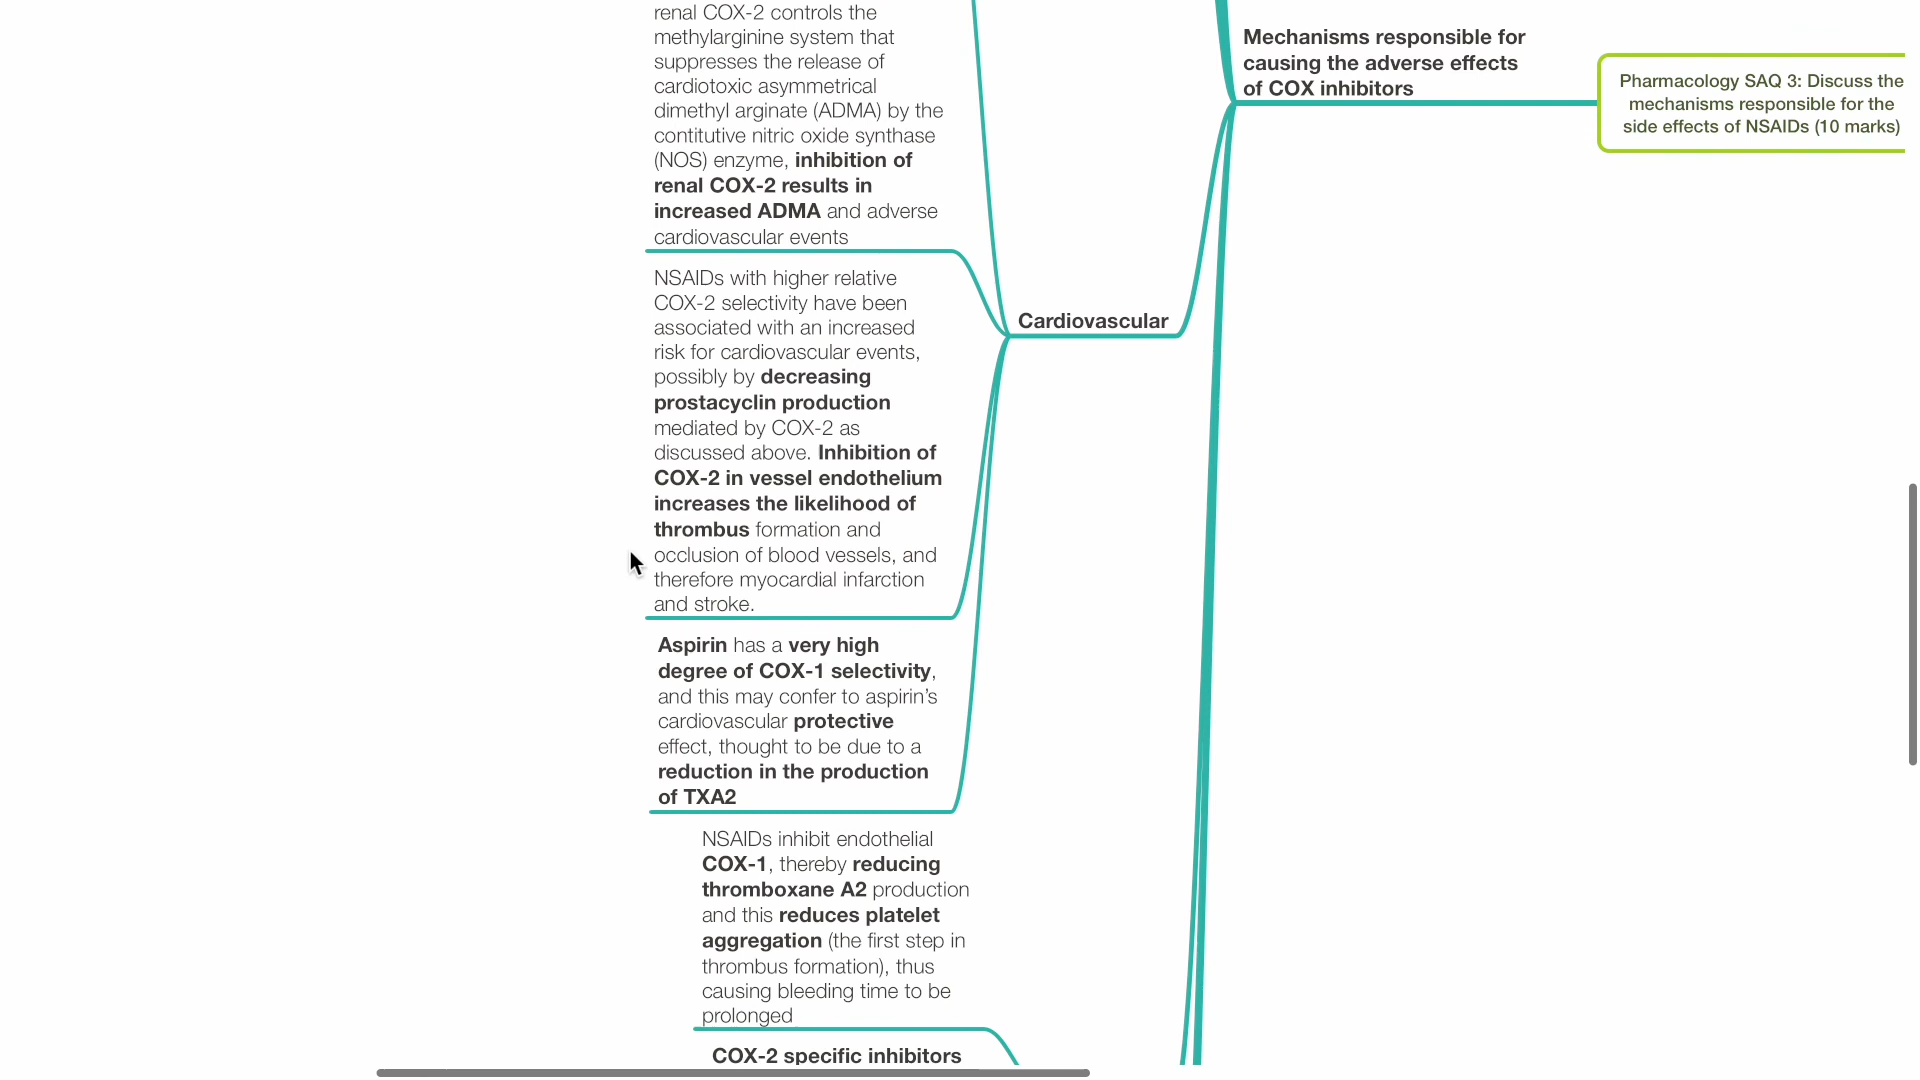 renal COX-2 controls the
methylarginine system that
suppresses the release of
cardiotoxic asymmetrical
dimethyl arginate (ADMA) by the
contitutive nitric oxide synthase
(NOS) enzyme, inhibition of
renal COX-2 results in
increased ADMA and adverse
cardiovascular events
NSAIDs with higher relative
COX-2 selectivity have been
associated with an increased
risk for cardiovascular events,
possibly by decreasing
prostacyclin production
mediated by COX-2 as
discussed above. Inhibition of
COX-2 in vessel endothelium
increases the likelihood of
thrombus formation and
occlusion of blood vessels, and
therefore myocardial infarction
and stroke.
Aspirin has a very high
degree of COX-1 selectivity,
and this may confer to aspirin's
cardiovascular protective
effect, thought to be due to a
reduction in the production
of TXA2
NSAIDs inhibit endothelial
COX-1, thereby reducing
thromboxane A2 production
and this reduces platelet
aggregation (the first step in
thrombus formation), thus
causing bleeding time to be
prolonged
COX-2 specific inhibitors
Cardiovascular
Mechanisms responsible for
causing the adverse effects
of COX inhibitors
Pharmacology SAQ 3: Discuss the
mechanisms responsible for the
side effects of NSAIDs (10 marks)